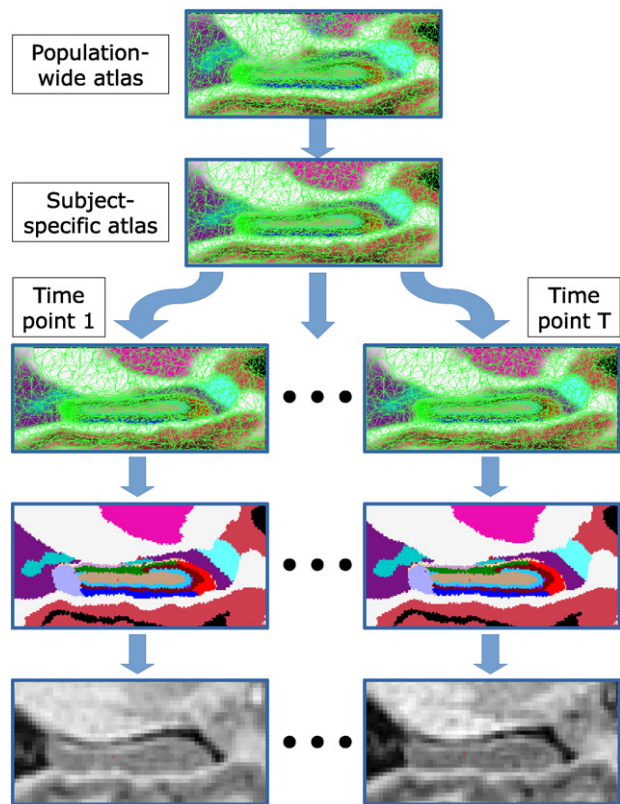 Population-
wide atlas
Subject-
specific atlas
Time
point 1
Time
point T